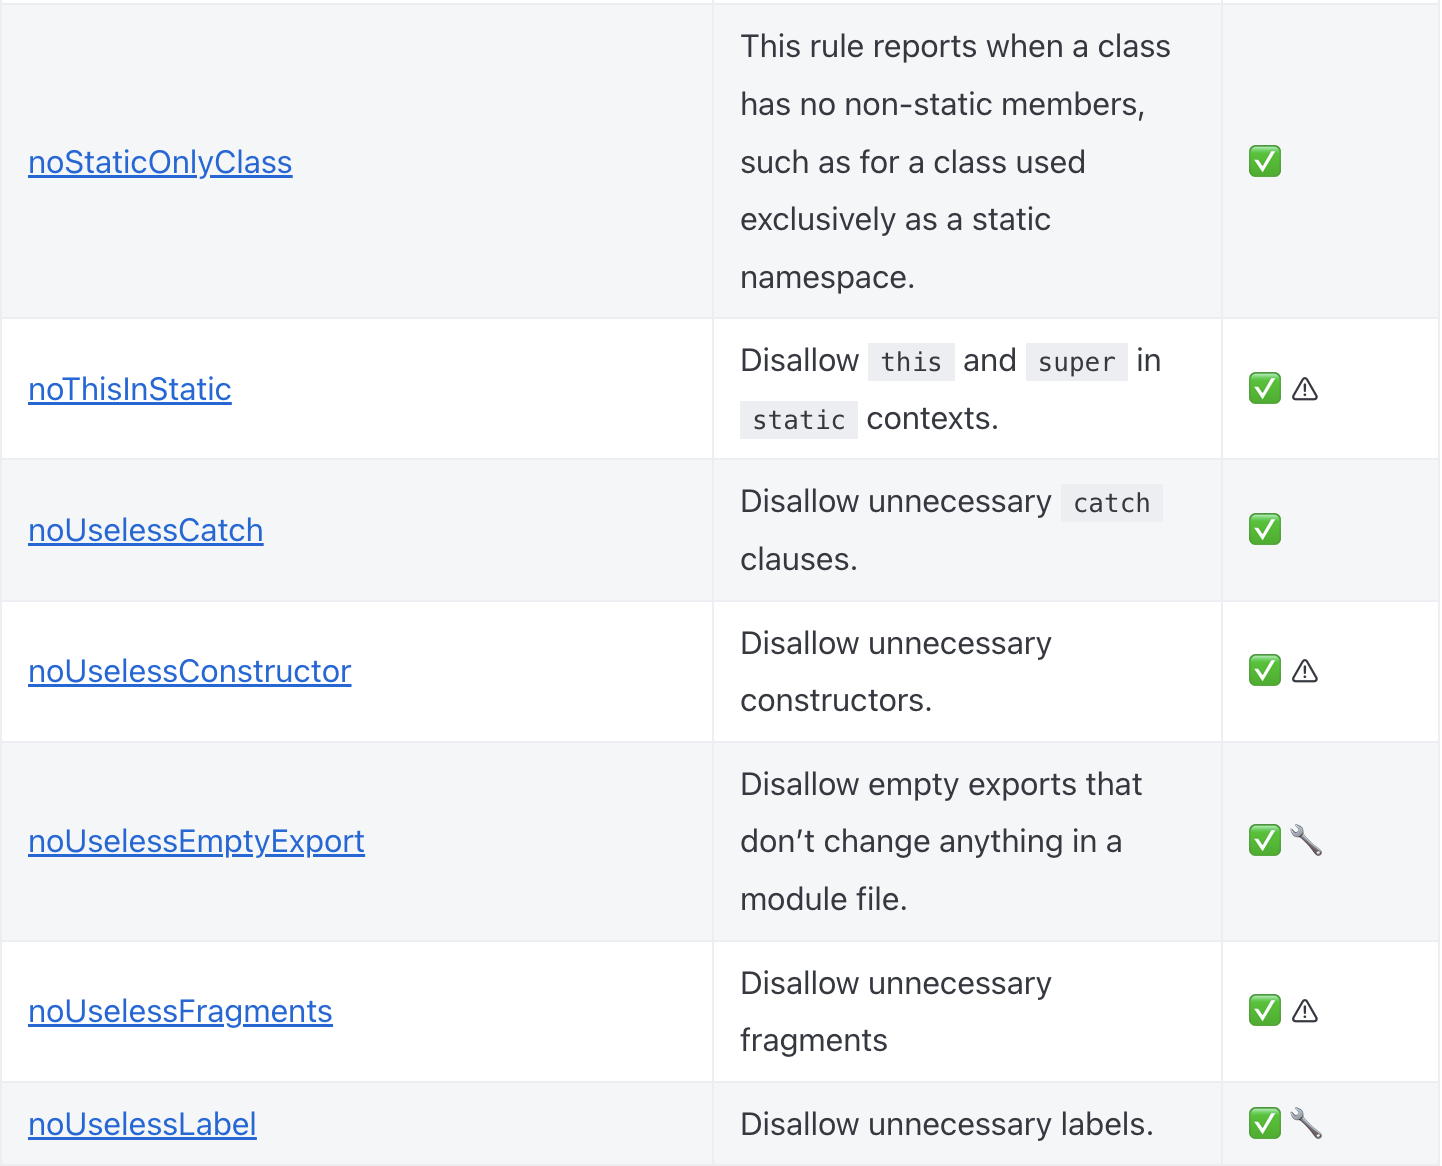 This rule reports when a class
has no non-static members,
noStaticOnlyClass such as for a class used ✅
exclusively as a static
namespace.
Disallow this and super in
noThisInStatic ✅ ⚠
static contexts.
Disallow unnecessary catch
noUselessCatch ✅
clauses.
Disallow unnecessary
noUselessConstructor ✅ ⚠
constructors.
Disallow empty exports that
noUselessEmptyExport don’t change anything in a ✅ 🔧
module file.
Disallow unnecessary
noUselessFragments ✅ ⚠
fragments
noUselessLabel Disallow unnecessary labels. ✅ 🔧